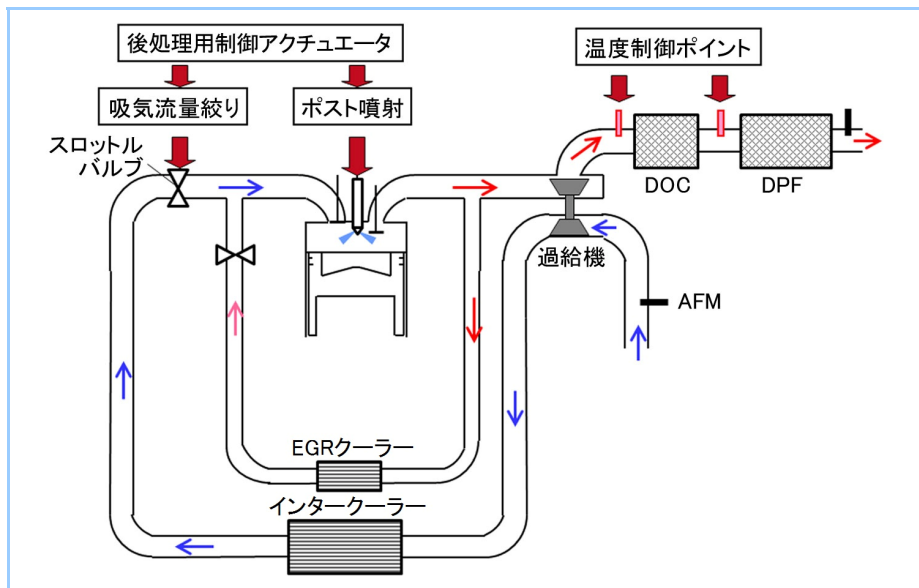 後処理用制御アクチュエータ
温度制御ポイント
吸気流量絞り
ポスト噴射
スロットル
バルブ
DOC
DPF
過給機
AFM
EGRクーラー
インタークーラー